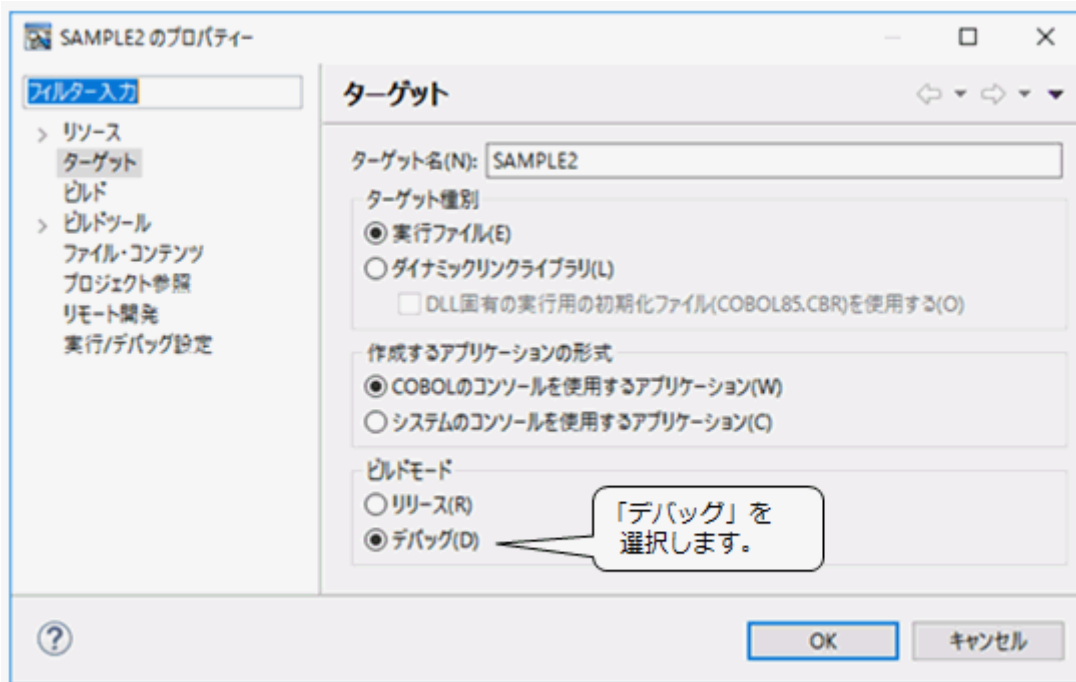 SAMPLE2 のプロパティー
フィルター入力
リソース
ターゲット
ビルド
ビルドツール
ファイル・コンテンツ
プロジェクト参照
リモート開発
実行/デバッグ設定
ターゲット
ターゲット名(N): SAMPLE2
ターゲット種別
実行ファイル(E)
ダイナミックリンクライブラリ(L)
DLL固有の実行用の初期化ファイル(COBOL85.CBR)を使用する(O)
作成するアプリケーションの形式
COBOLのコンソールを使用するアプリケーション(W)
システムのコンソールを使用するアプリケーション(C)
ビルドモード
リリース(R)
デバッグ(D)
「デバッグ」を
選択します。
OK キャンセル